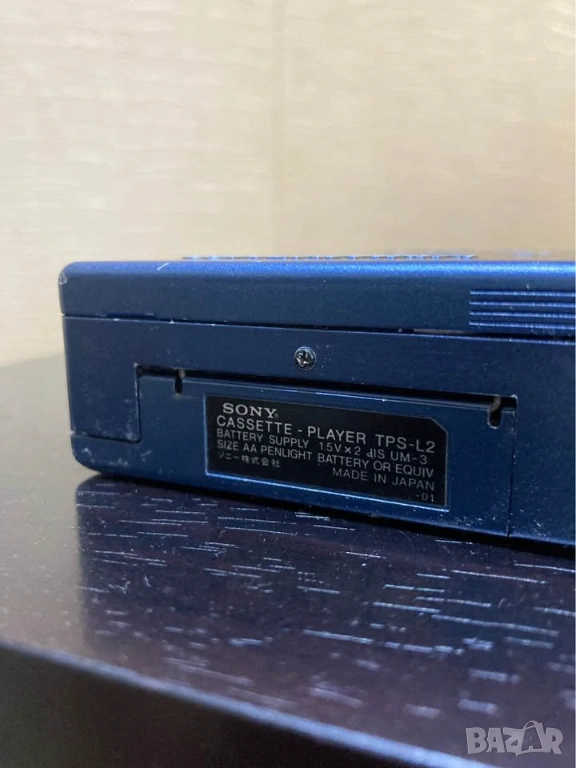 SONY
CASSETTE-PLAYER TPS-L2
BATTERY SUPPLY 1.5V×2 JIS UM-3
SIZE AA PENLIGHT BATTERY OR EQUIV
ソニー株式会社 MADE IN JAPAN
-01
BAZAR